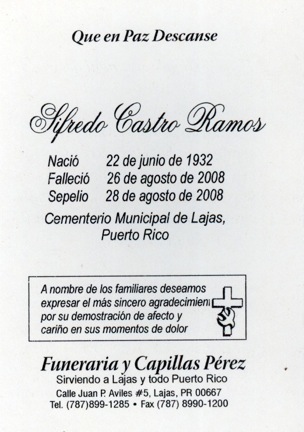 Que en Paz Descanse
Sifredo Castro Ramos
Nació 22 de junio de 1932
Falleció 26 de agosto de 2008
Sepelio 28 de agosto de 2008
Cementerio Municipal de Lajas,
Puerto Rico
A nombre de los familiares deseamos
expresar el más sincero agradecimien
por su demostración de afecto y
cariño en sus momentos de dolor
Funeraria y Capillas Pérez
Sirviendo a Lajas y todo Puerto Rico
Calle Juan P. Aviles #5, Lajas, PR 00667
Tel. (787)899-1285 • Fax (787) 8990-1200